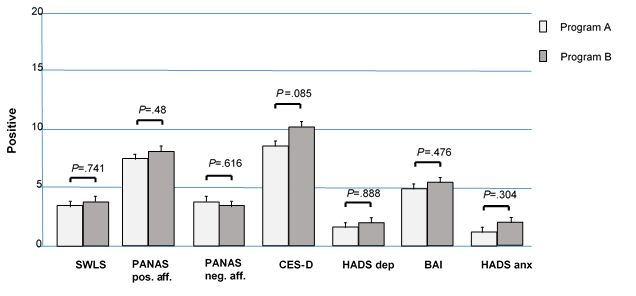 20
15
10
5
0
Positive
Program A
Program B
P=.741
P=.48
P=.616
P=.085
P=.888
P=.476
P=.304
SWLS
PANAS
pos. aff.
PANAS
neg. aff.
CES-D
HADS dep
BAI
HADS anx